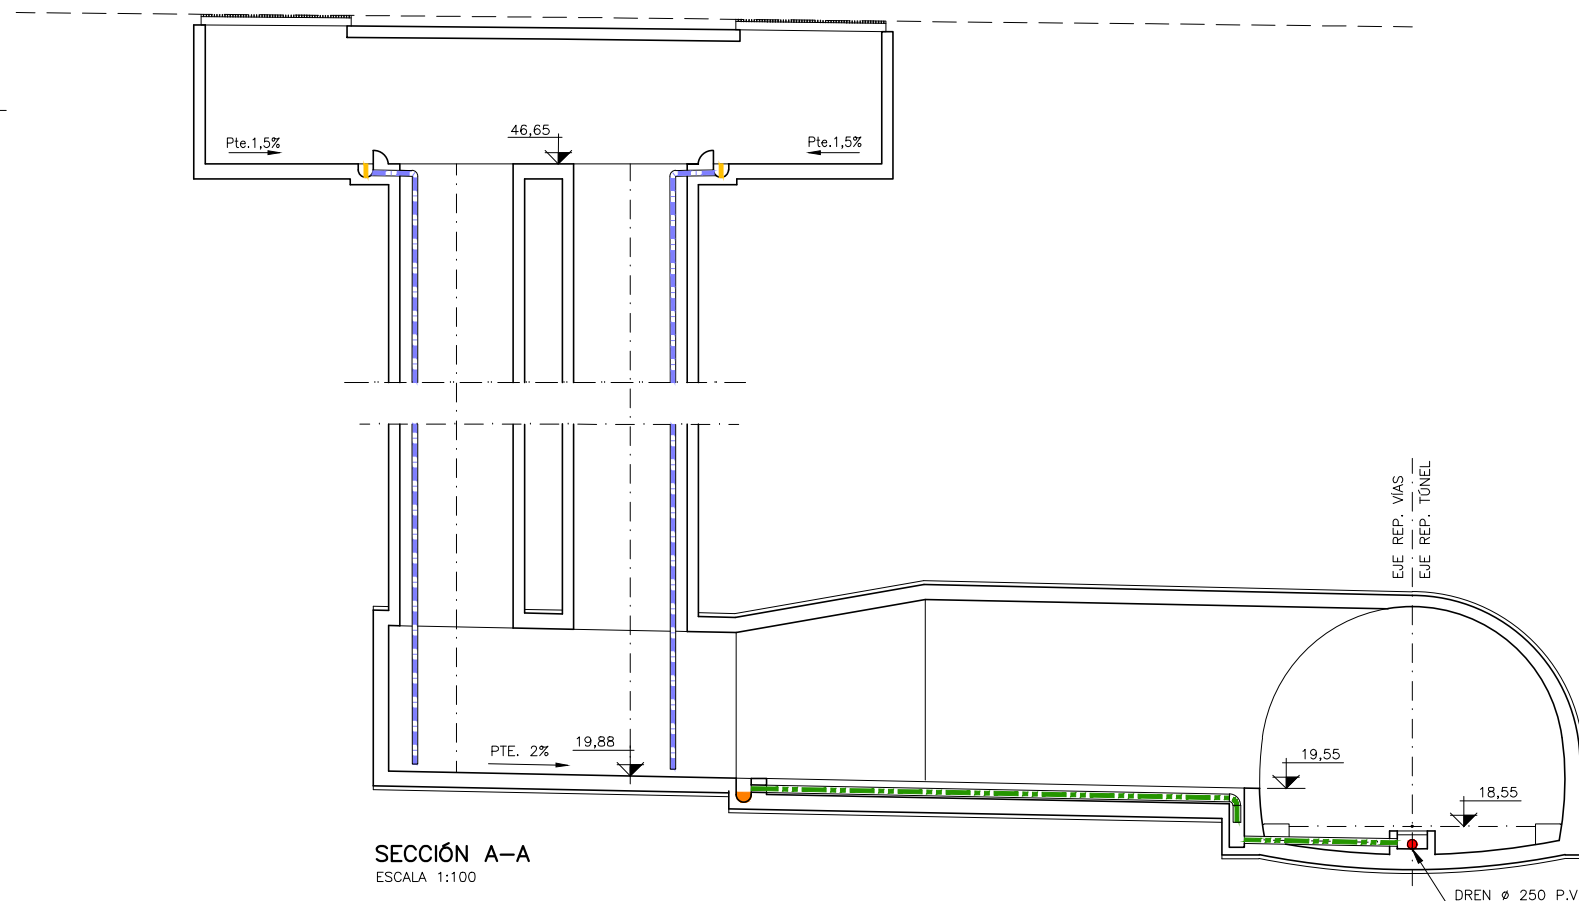 Pte.1,5%
46,65
Pte.1,5%
EJE REP. VÍAS
EJE REP. TÚNEL
PTE. 2%
19,88
19,55
18,55
SECCIÓN A-A
ESCALA 1:100
DREN ø 250 P.V